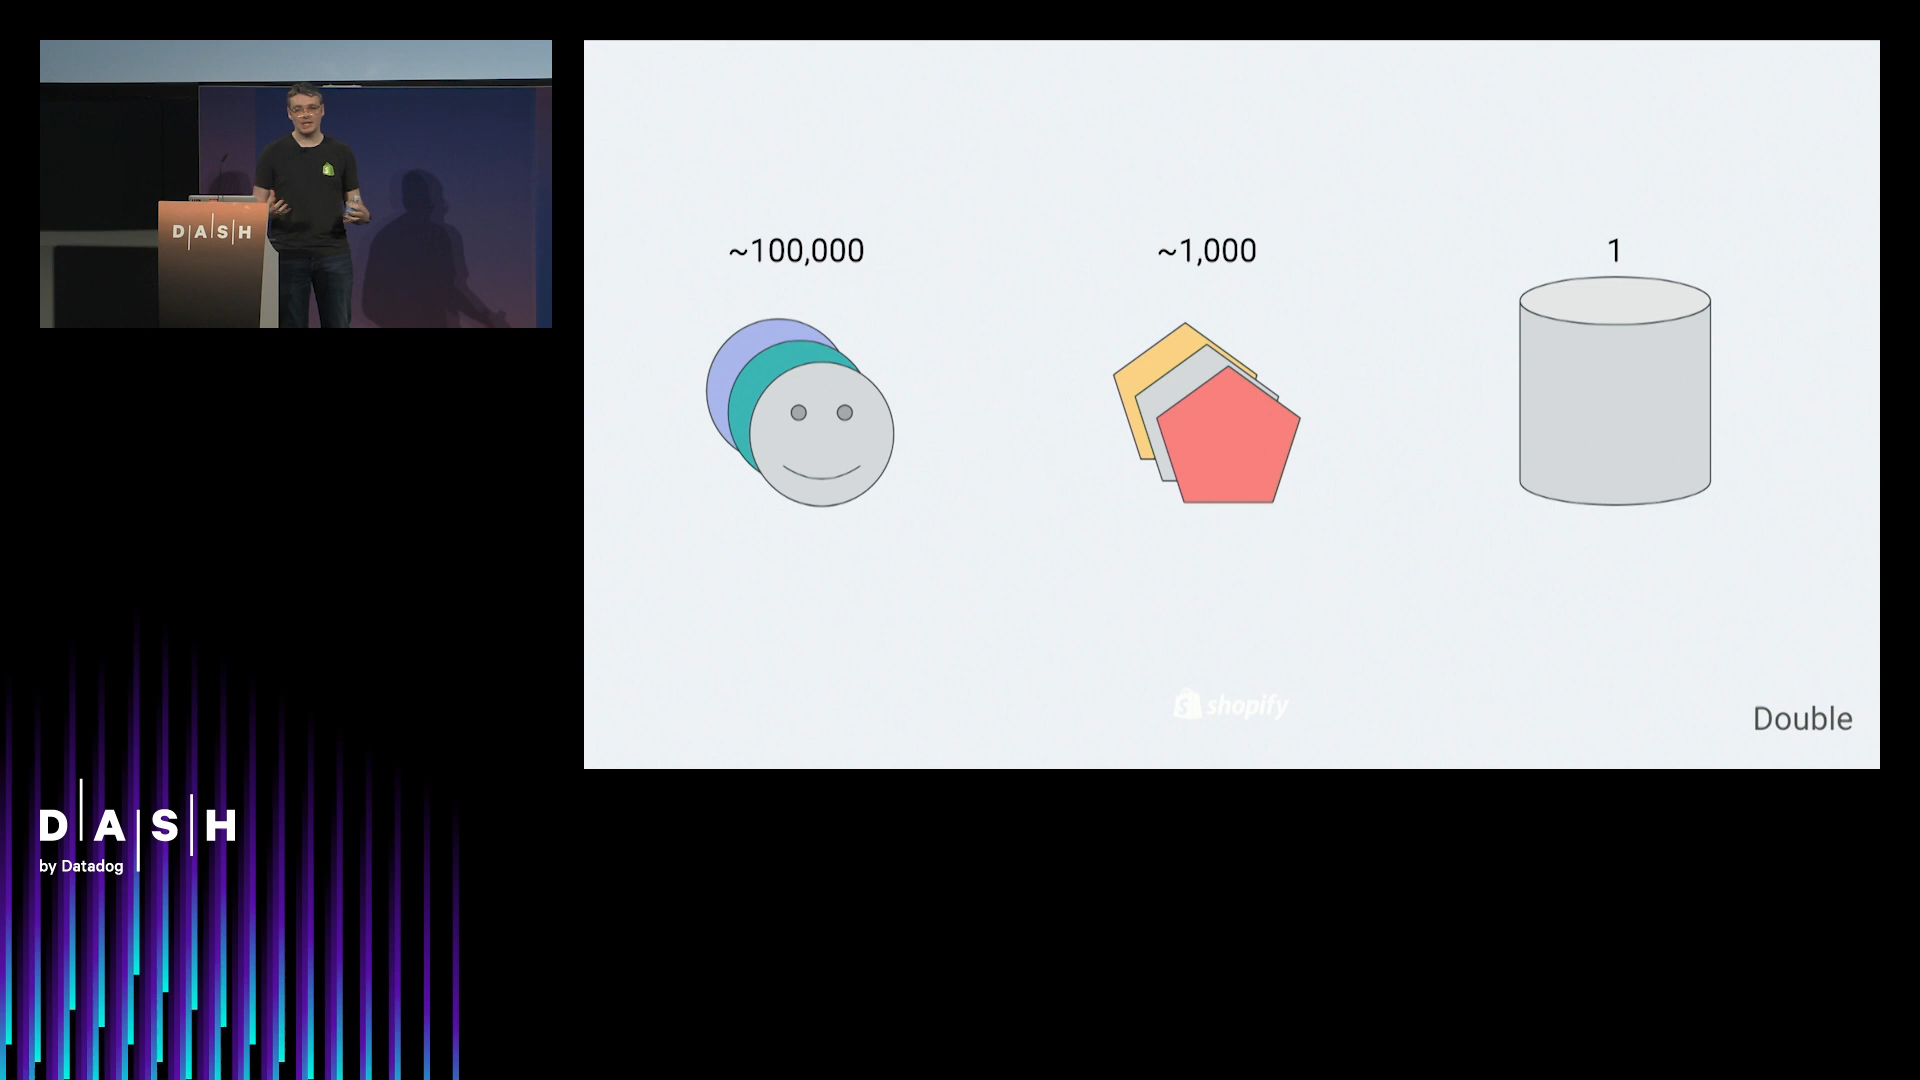 D|A|S|H
~100,000
~1,000
1
shopify
Double
D|A|S|H
by Datadog